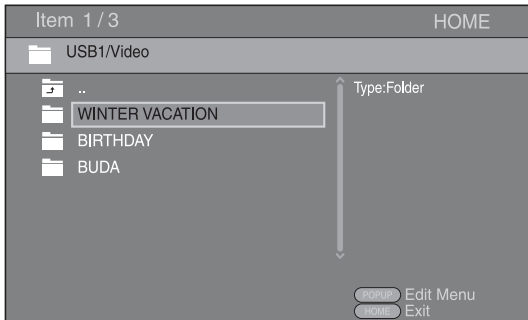 Item 1/3 HOME
USB1/Video
..
Type:Folder
WINTER VACATION
BIRTHDAY
BUDA
POPUP Edit Menu
HOME Exit